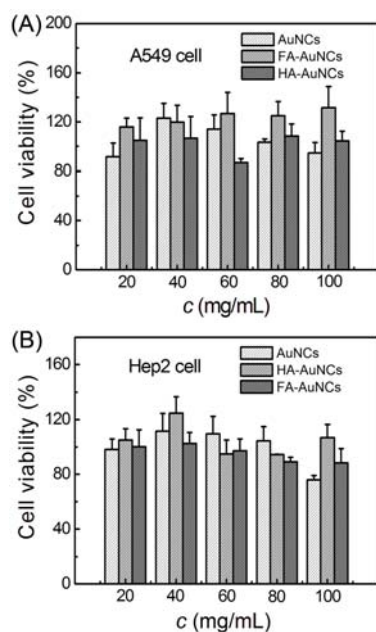 (A)
200
160
120
80
40
0
Cell viability (%)
A549 cell
AuNCs
FA-AuNCs
HA-AuNCs
20 40 60 80 100
c (mg/mL)
(B)
160
120
80
40
0
Cell viability (%)
Hep2 cell
AuNCs
HA-AuNCs
FA-AuNCs
20 40 60 80 100
c (mg/mL)